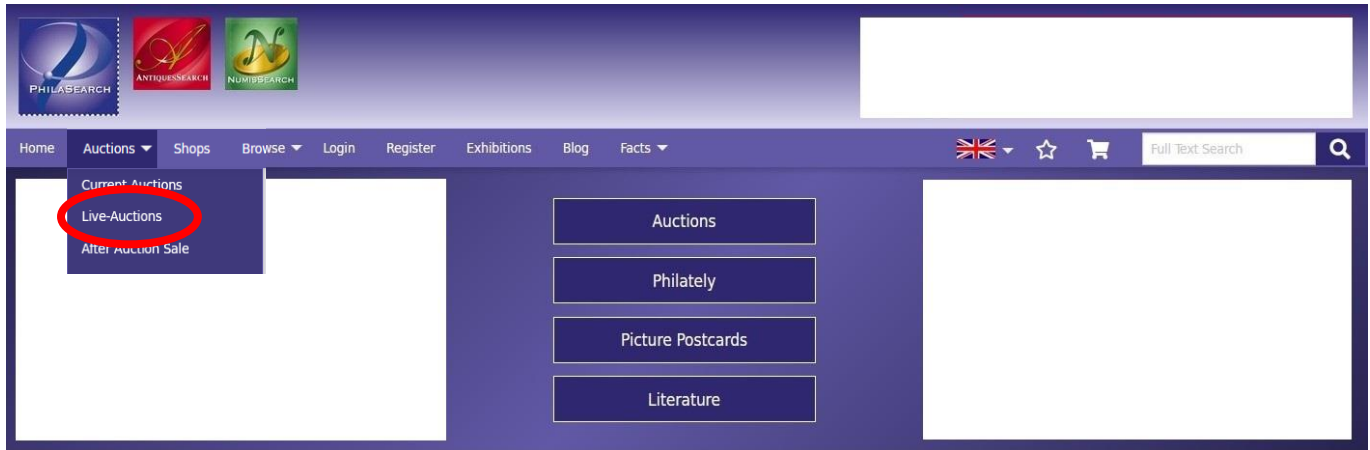 PHILASEARCH
ANTIQUESSEARCH
NUMISSEARCH
Home Auctions Shops Browse Login Register Exhibitions Blog Facts Full Text Search
Current Auctions
Live-Auctions
After Auction Sale
Auctions
Philately
Picture Postcards
Literature